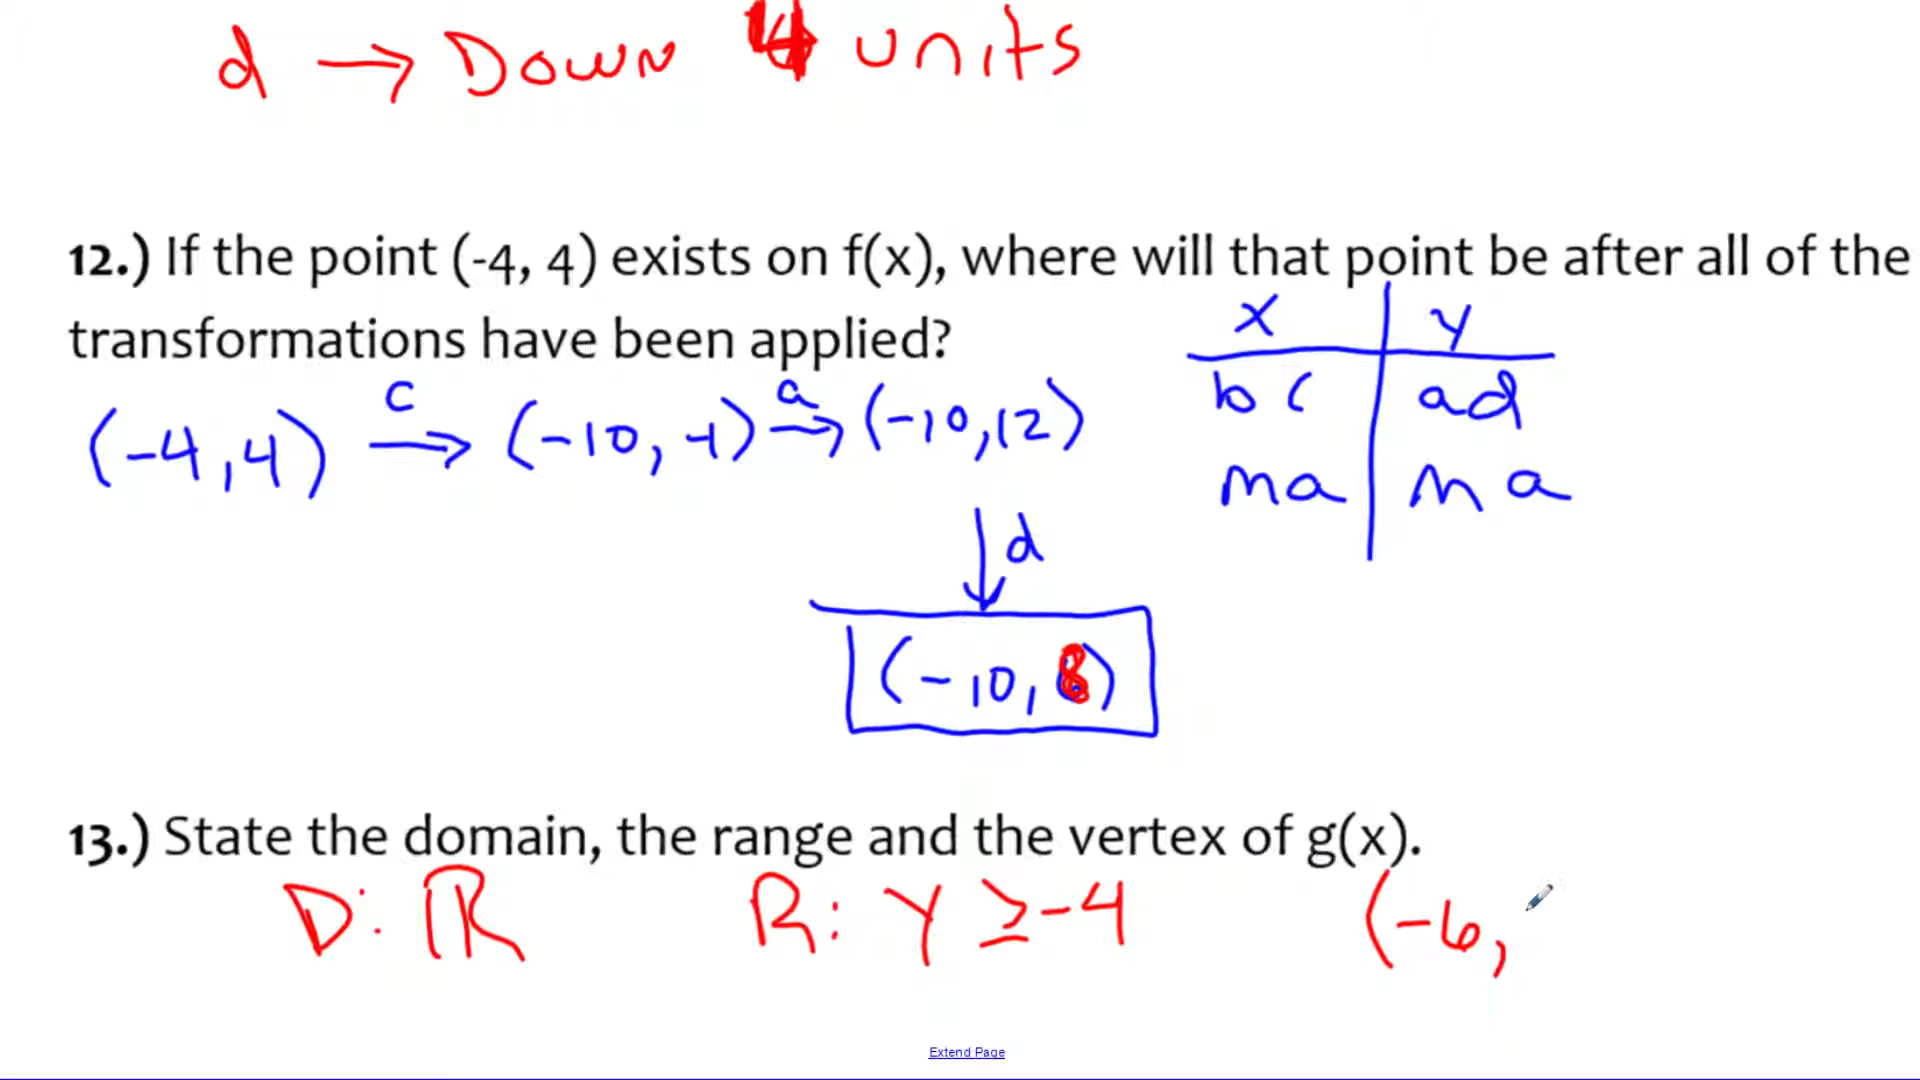 d → Down 4 units
12.) If the point (-4, 4) exists on f(x), where will that point be after all of the
transformations have been applied?
x y
b c a d
m a m a
(-4,4) c → (-10, 4) a → (-10,12)
↓ d
(-10, 8)
13.) State the domain, the range and the vertex of g(x).
D: ℝ R: y ≥ -4 (-6,
Extend Page